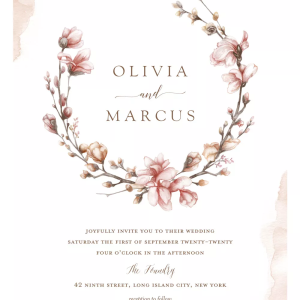 OLIVIA
and
MARCUS
JOYFULLY INVITE YOU TO THEIR WEDDING
SATURDAY THE FIRST OF SEPTEMBER TWENTY-TWENTY
FOUR O'CLOCK IN THE AFTERNOON
The Foundry
42 NINTH STREET, LONG ISLAND CITY, NEW YORK
reception to follow